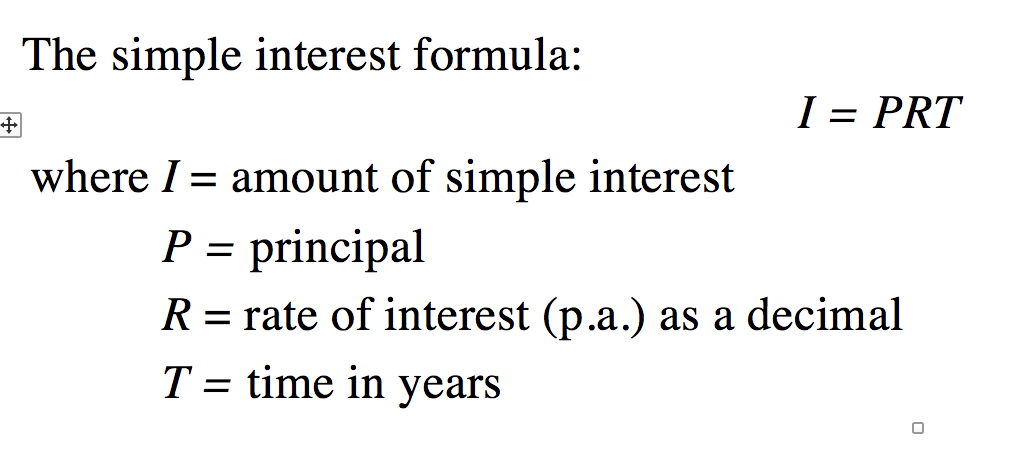 The simple interest formula:
I = PRT
where I = amount of simple interest
P = principal
R = rate of interest (p.a.) as a decimal
T = time in years